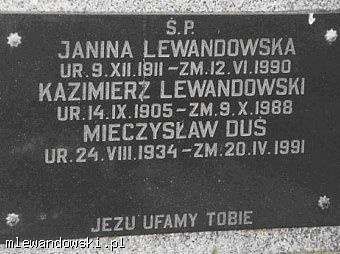 Ś.P.
JANINA LEWANDOWSKA
UR. 9.XII.1911 – ZM. 12.VI.1990
KAZIMIERZ LEWANDOWSKI
UR. 14.IX.1905 – ZM. 9.X.1988
MIECZYSŁAW DUŚ
UR. 24.VIII.1934 – ZM. 20.IV.1991
JEZU UFAMY TOBIE
mlewandowski.pl